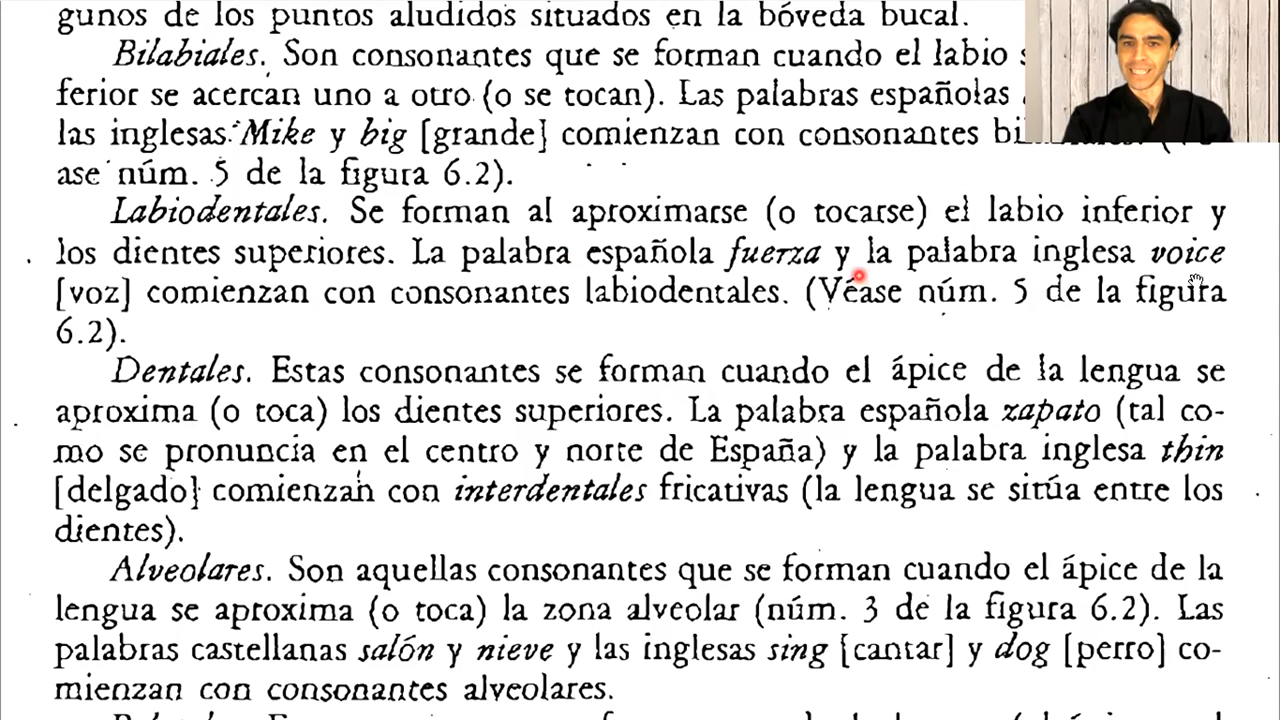 gunos de los puntos aludidos situados en la bóveda bucal.
Bilabiales. Son consonantes que se forman cuando el labio
ferior se acercan uno a otro (o se tocan). Las palabras españolas
las inglesas Mike y big [grande] comienzan con consonantes
ase núm. 5 de la figura 6.2).
Labiodentales. Se forman al aproximarse (o tocarse) el labio inferior y
los dientes superiores. La palabra española fuerza y la palabra inglesa voice
[voz] comienzan con consonantes labiodentales. (Véase núm. 5 de la figura
6.2).
Dentales. Estas consonantes se forman cuando el ápice de la lengua se
aproxima (o toca) los dientes superiores. La palabra española zapato (tal co-
mo se pronuncia en el centro y norte de España) y la palabra inglesa thin
[delgado] comienzan con interdentales fricativas (la lengua se sitúa entre los
dientes).
Alveolares. Son aquellas consonantes que se forman cuando el ápice de la
lengua se aproxima (o toca) la zona alveolar (núm. 3 de la figura 6.2). Las
palabras castellanas salón y nieve y las inglesas sing [cantar] y dog [perro] co-
mienzan con consonantes alveolares.